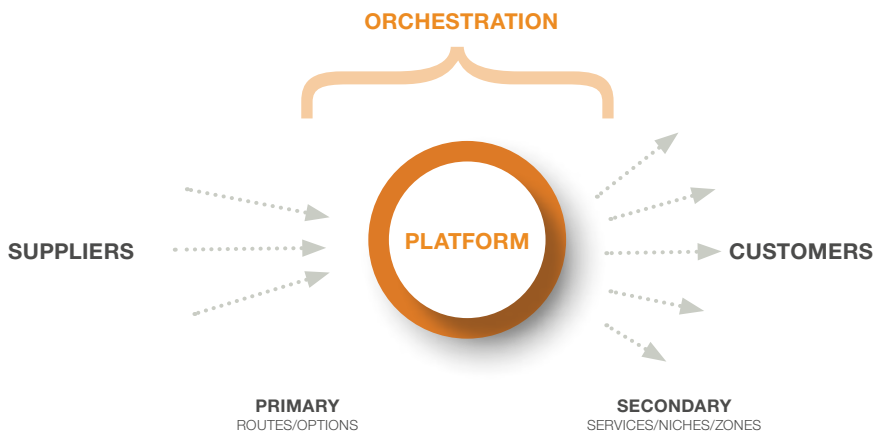 ORCHESTRATION
SUPPLIERS
PLATFORM
CUSTOMERS
PRIMARY
ROUTES/OPTIONS
SECONDARY
SERVICES/NICHES/ZONES